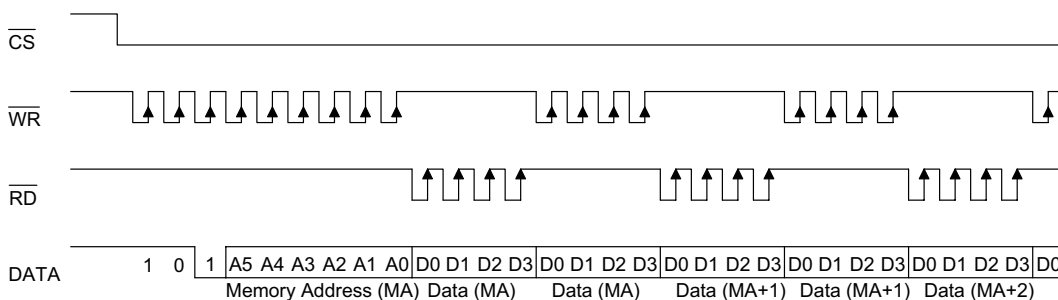 CS
WR
RD
DATA 1 0 1 A5 A4 A3 A2 A1 A0 D0 D1 D2 D3 D0 D1 D2 D3 D0 D1 D2 D3 D0 D1 D2 D3 D0 D1 D2 D3 D0
Memory Address (MA) Data (MA) Data (MA) Data (MA+1) Data (MA+1) Data (MA+2)